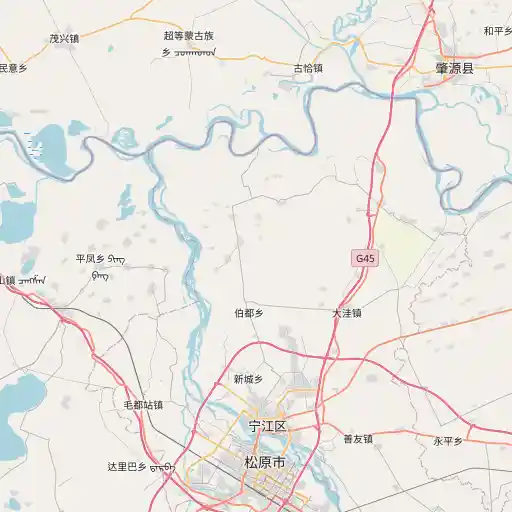 和平乡
茂兴镇
超等蒙古族
乡
民意乡
古恰镇
肇源县
平凤乡
G45
山镇
伯都乡
大洼镇
新城乡
毛都站镇
宁江区
善友镇
永平乡
达里巴乡
松原市